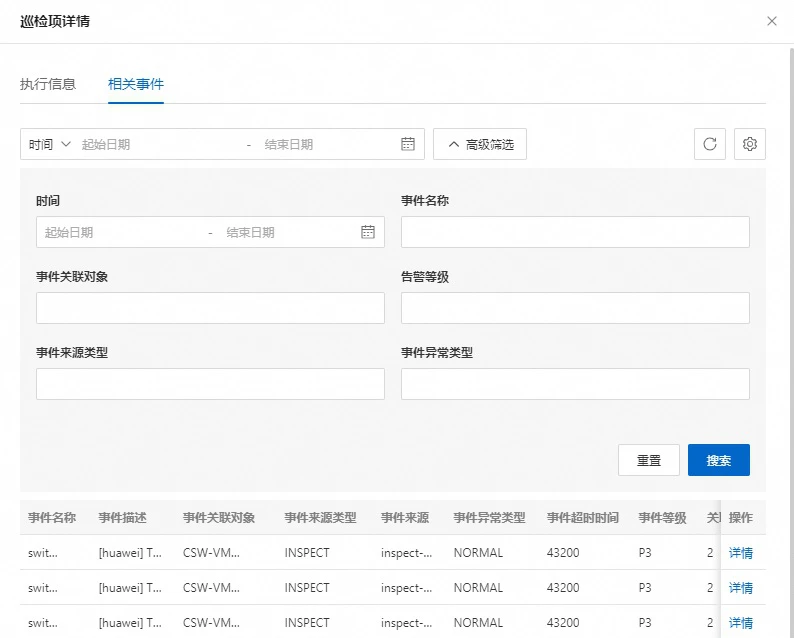 巡检项详情
执行信息 相关事件
时间 起始日期 - 结束日期 高级筛选
时间 事件名称
起始日期 - 结束日期
事件关联对象 告警等级
事件来源类型 事件异常类型
重置 搜索
事件名称 事件描述 事件关联对象 事件来源类型 事件来源 事件异常类型 事件超时时间 事件等级 关 操作
swit... [huawei] T... CSW-VM... INSPECT inspect-... NORMAL 43200 P3 2 详情
swit... [huawei] T... CSW-VM... INSPECT inspect-... NORMAL 43200 P3 2 详情
swit... [huawei] T... CSW-VM... INSPECT inspect-... NORMAL 43200 P3 2 详情